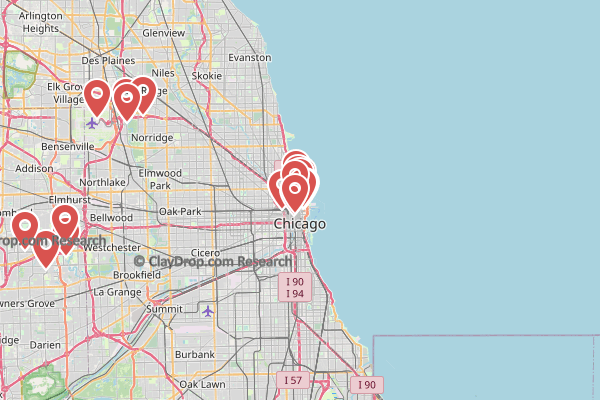 Arlington
Heights
Glenview
Evanston
Des Plaines
Niles
Skokie
Elk Grove
Village
Norridge
Bensenville
Addison
Elmwood
Park
Northlake
Elmhurst
Oak Park
Bellwood
Chicago
Westchester
rop.com Research
Cicero
© ClayDrop.com Research
Brookfield
La Grange
I 90
I 94
wners Grove
Summit
Darien
Burbank
Oak Lawn
I 57
I 90